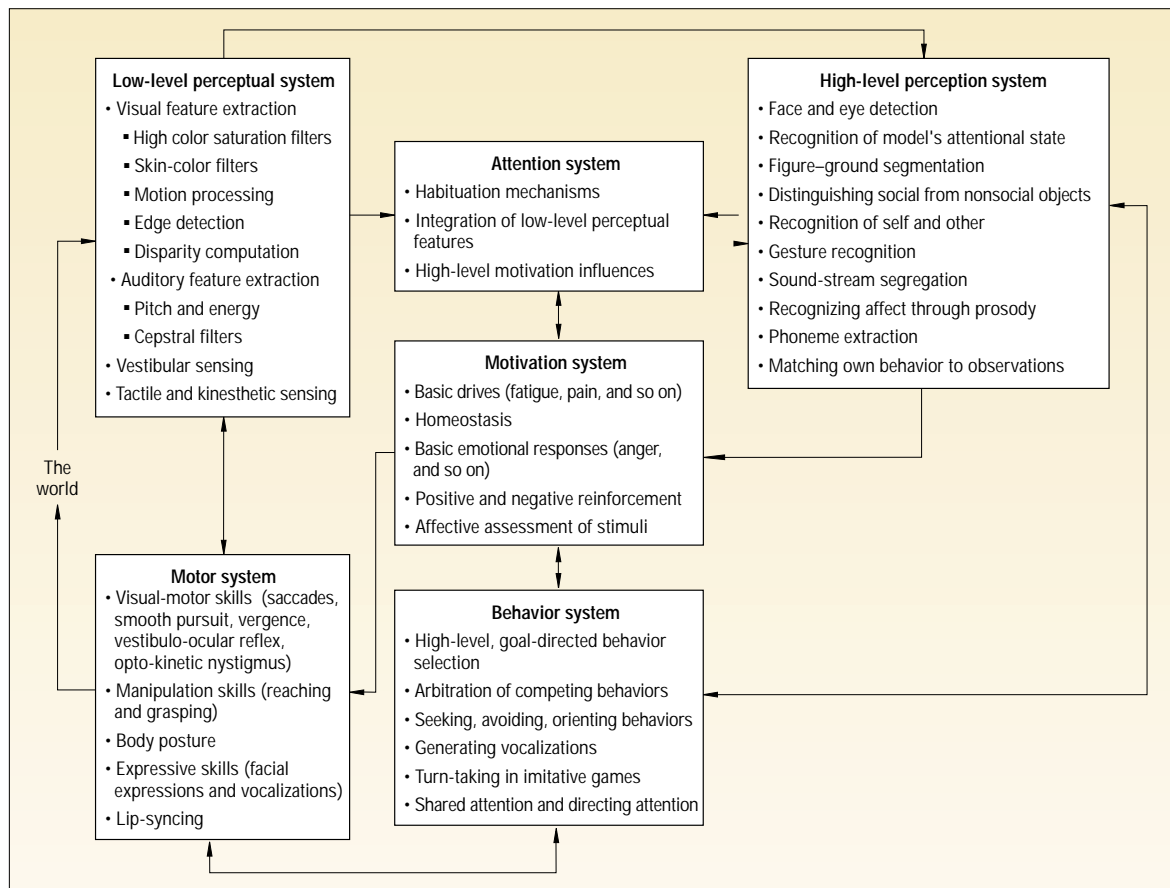 Low-level perceptual system
• Visual feature extraction
▪ High color saturation filters
▪ Skin-color filters
▪ Motion processing
▪ Edge detection
▪ Disparity computation
• Auditory feature extraction
▪ Pitch and energy
▪ Cepstral filters
• Vestibular sensing
• Tactile and kinesthetic sensing
Attention system
• Habituation mechanisms
• Integration of low-level perceptual
features
• High-level motivation influences
High-level perception system
• Face and eye detection
• Recognition of model's attentional state
• Figure–ground segmentation
• Distinguishing social from nonsocial objects
• Recognition of self and other
• Gesture recognition
• Sound-stream segregation
• Recognizing affect through prosody
• Phoneme extraction
• Matching own behavior to observations
Motivation system
• Basic drives (fatigue, pain, and so on)
• Homeostasis
• Basic emotional responses (anger,
and so on)
• Positive and negative reinforcement
• Affective assessment of stimuli
The
world
Motor system
• Visual-motor skills (saccades,
smooth pursuit, vergence,
vestibulo-ocular reflex,
opto-kinetic nystigmus)
• Manipulation skills (reaching
and grasping)
• Body posture
• Expressive skills (facial
expressions and vocalizations)
• Lip-syncing
Behavior system
• High-level, goal-directed behavior
selection
• Arbitration of competing behaviors
• Seeking, avoiding, orienting behaviors
• Generating vocalizations
• Turn-taking in imitative games
• Shared attention and directing attention